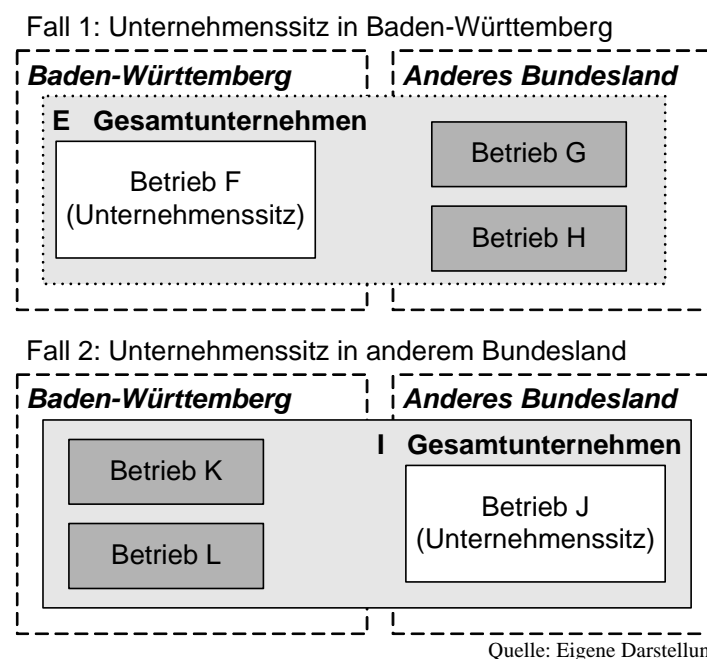 Fall 1: Unternehmenssitz in Baden-Württemberg
Baden-Württemberg
Anderes Bundesland
E Gesamtunternehmen
Betrieb F
(Unternehmenssitz)
Betrieb G
Betrieb H
Fall 2: Unternehmenssitz in anderem Bundesland
Baden-Württemberg
Anderes Bundesland
I Gesamtunternehmen
Betrieb K
Betrieb L
Betrieb J
(Unternehmenssitz)
Quelle: Eigene Darstellun